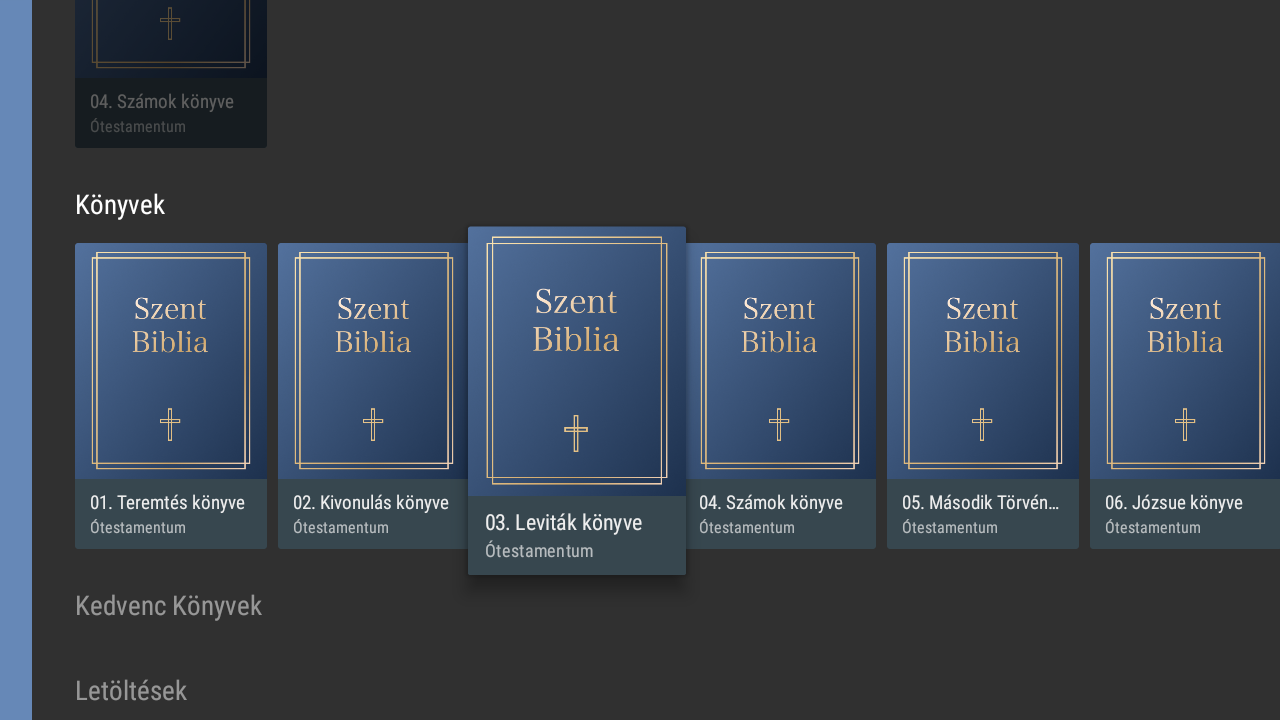 04. Számok könyve
Ótestamentum
Könyvek
Szent
Biblia
01. Teremtés könyve
Ótestamentum
Szent
Biblia
02. Kivonulás könyve
Ótestamentum
Szent
Biblia
03. Leviták könyve
Ótestamentum
Szent
Biblia
04. Számok könyve
Ótestamentum
Szent
Biblia
05. Második Törvén...
Ótestamentum
Szent
Biblia
06. Józsue könyve
Ótestamentum
Kedvenc Könyvek
Letöltések